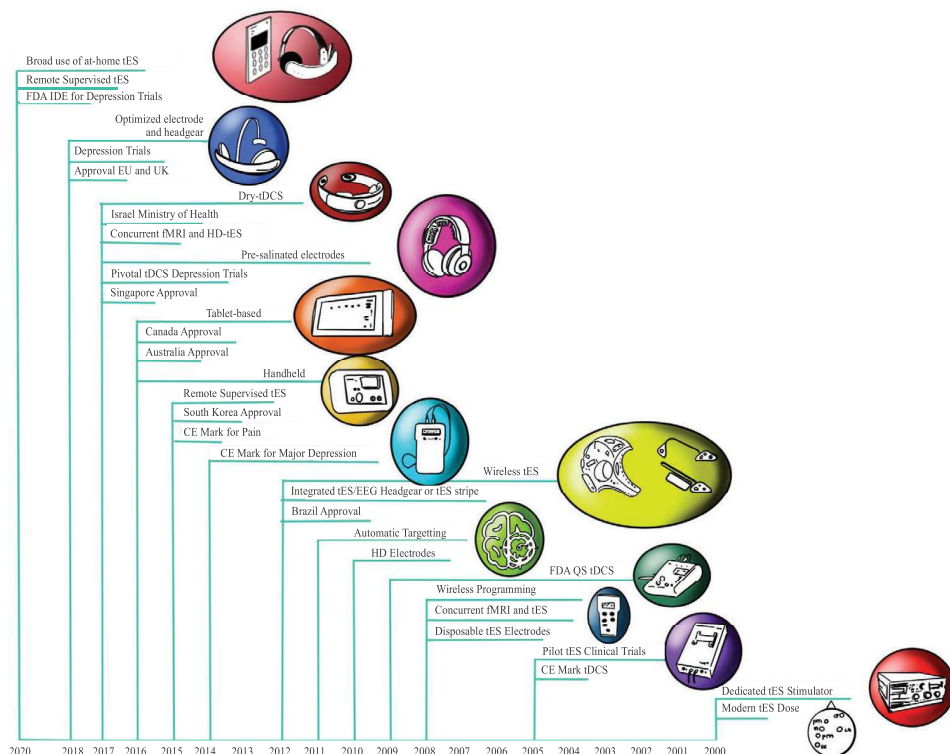 Broad use of at-home tES
Remote Supervised tES
FDA IDE for Depression Trials
Optimized electrode
and headgear
Depression Trials
Approval EU and UK
Dry-tDCS
Israel Ministry of Health
Concurrent fMRI and HD-tES
Pre-salinated electrodes
Pivotal tDCS Depression Trials
Singapore Approval
Tablet-based
Canada Approval
Australia Approval
Handheld
Remote Supervised tES
South Korea Approval
CE Mark for Pain
CE Mark for Major Depression
Wireless tES
Integrated tES/EEG Headgear or tES stripe
Brazil Approval
Automatic Targetting
HD Electrodes
FDA QS tDCS
Wireless Programming
Concurrent fMRI and tES
Disposable tES Electrodes
Pilot tES Clinical Trials
CE Mark tDCS
Dedicated tES Stimulator
Modern tES Dose
2020 2018 2017 2016 2015 2014 2013 2012 2011 2010 2009 2008 2007 2006 2005 2004 2003 2002 2001 2000